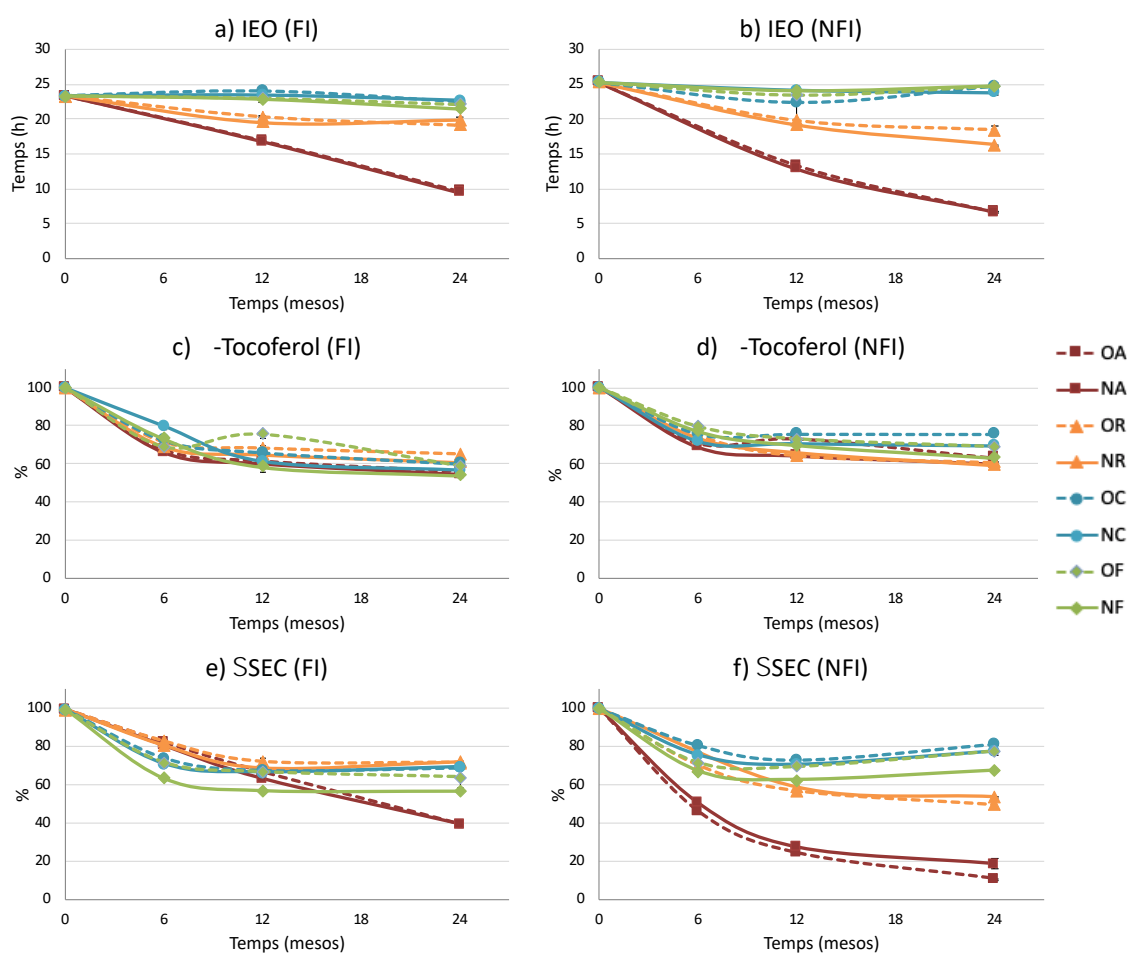 a) IEO (FI)
30
25
20
15
10
5
0
Temps (h)
0 6 12 18 24
Temps (mesos)
b) IEO (NFI)
30
25
20
15
10
5
0
Temps (h)
0 6 12 18 24
Temps (mesos)
c) -Tocoferol (FI)
100
80
60
40
20
0
%
0 6 12 18 24
Temps (mesos)
d) -Tocoferol (NFI)
100
80
60
40
20
0
%
0 6 12 18 24
Temps (mesos)
OA
NA
OR
NR
OC
NC
OF
NF
e) SSEC (FI)
100
80
60
40
20
0
%
0 6 12 18 24
Temps (mesos)
f) SSEC (NFI)
100
80
60
40
20
0
%
0 6 12 18 24
Temps (mesos)